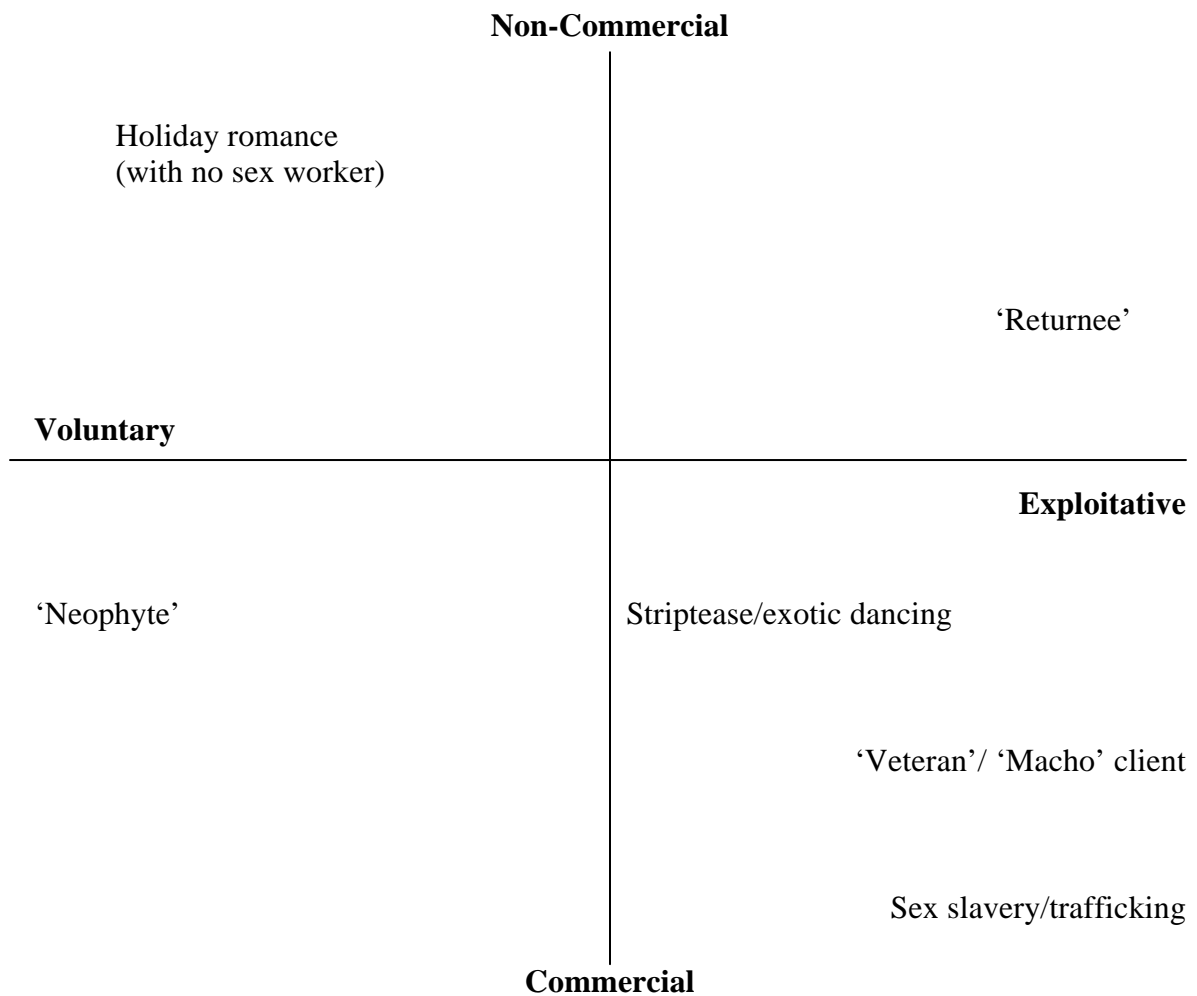 Non-Commercial
Holiday romance
(with no sex worker)
‘Returnee’
Voluntary
Exploitative
‘Neophyte’
Striptease/exotic dancing
‘Veteran’/ ‘Macho’ client
Sex slavery/trafficking
Commercial